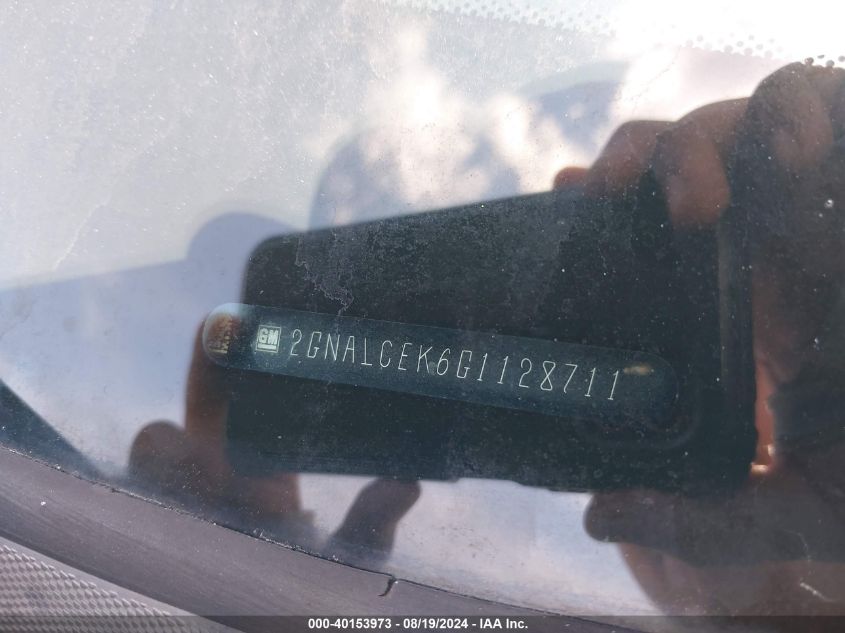 GM 2GNALCEK6G1128711
000-40153973 - 08/19/2024 - IAA Inc.